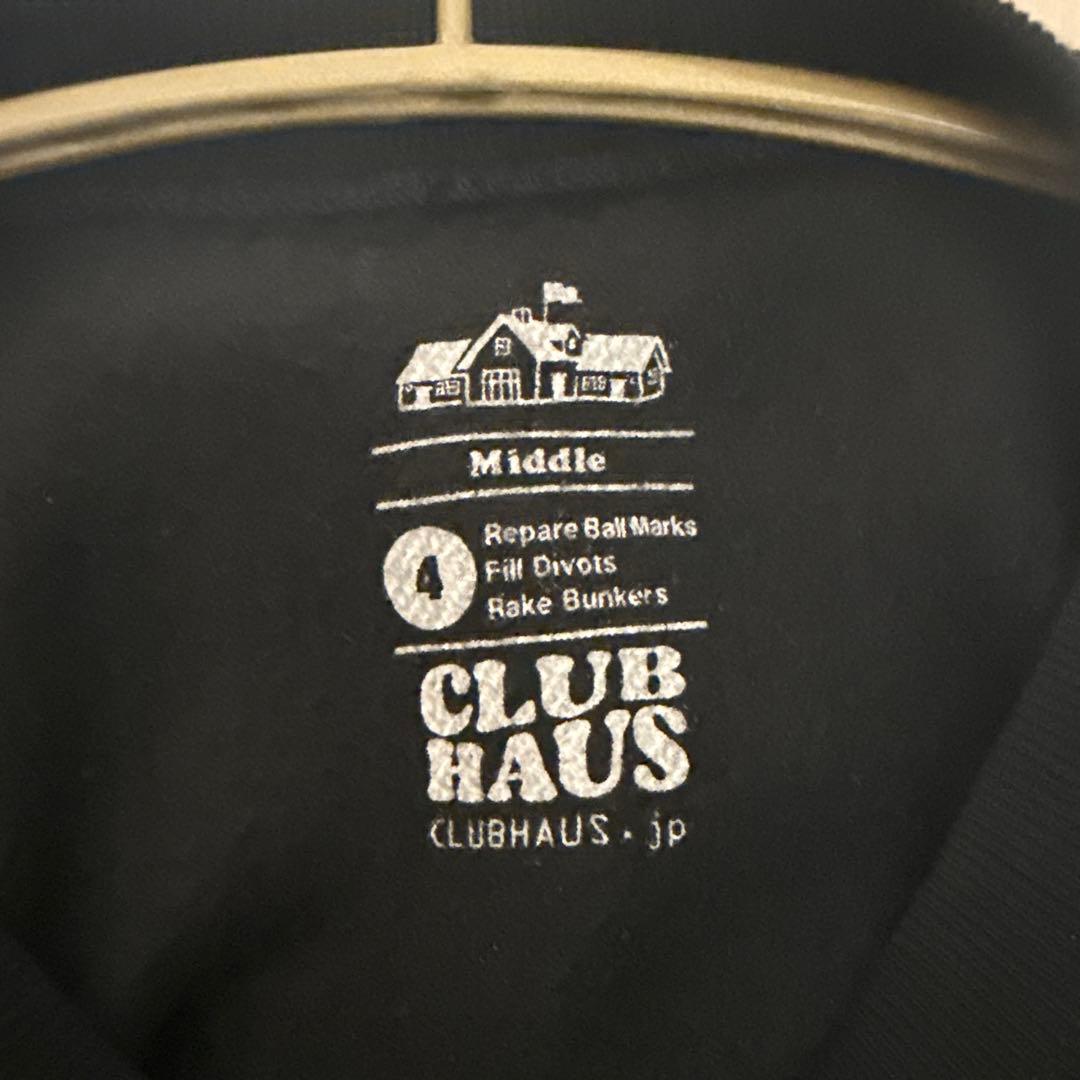 Middle
4
Repare Ball Marks
Fill Divots
Rake Bunkers
CLUB
HAUS
CLUBHAUS.jp